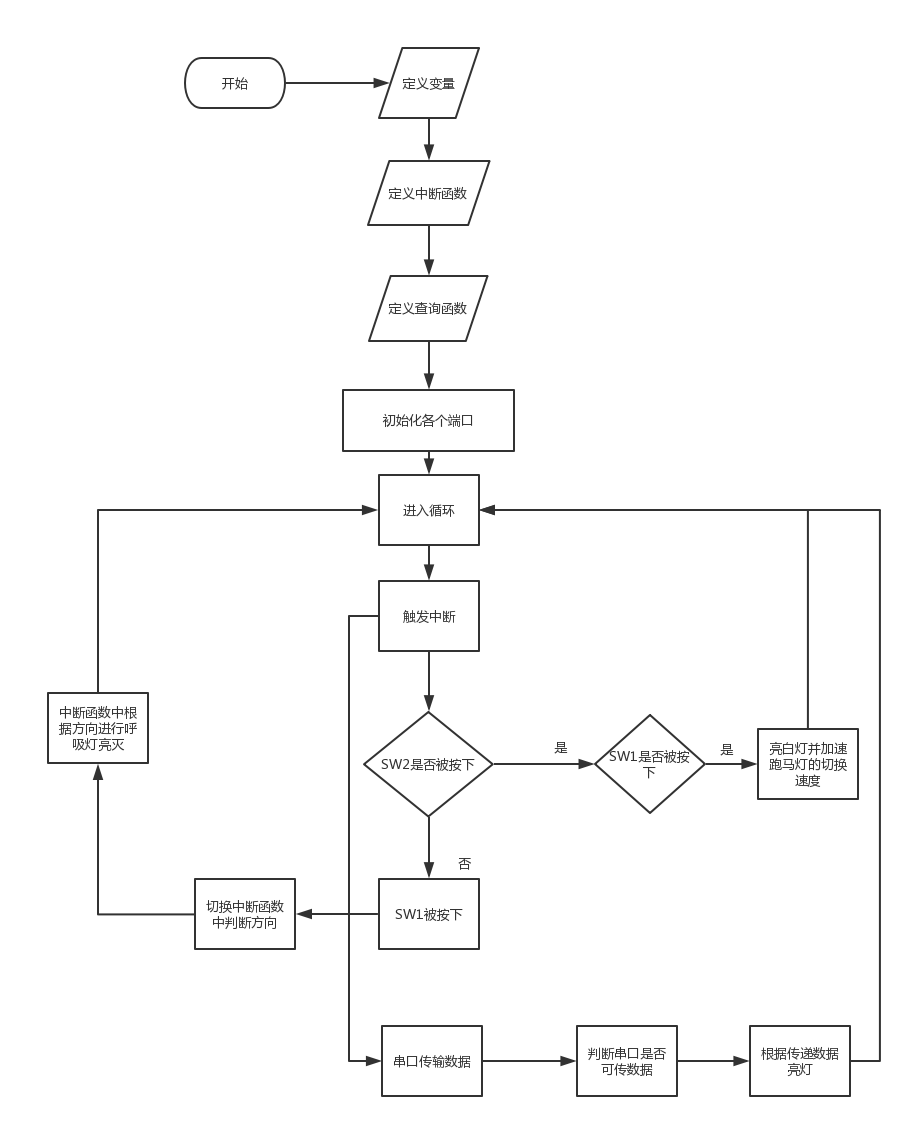 开始
定义变量
定义中断函数
定义查询函数
初始化各个端口
进入循环
触发中断
中断函数中根
据方向进行呼
吸灯亮灭
SW2是否被按下
是
SW1是否被按
下
是
亮白灯并加速
跑马灯的切换
速度
否
切换中断函数
中判断方向
SW1被按下
串口传输数据
判断串口是否
可传数据
根据传递数据
亮灯